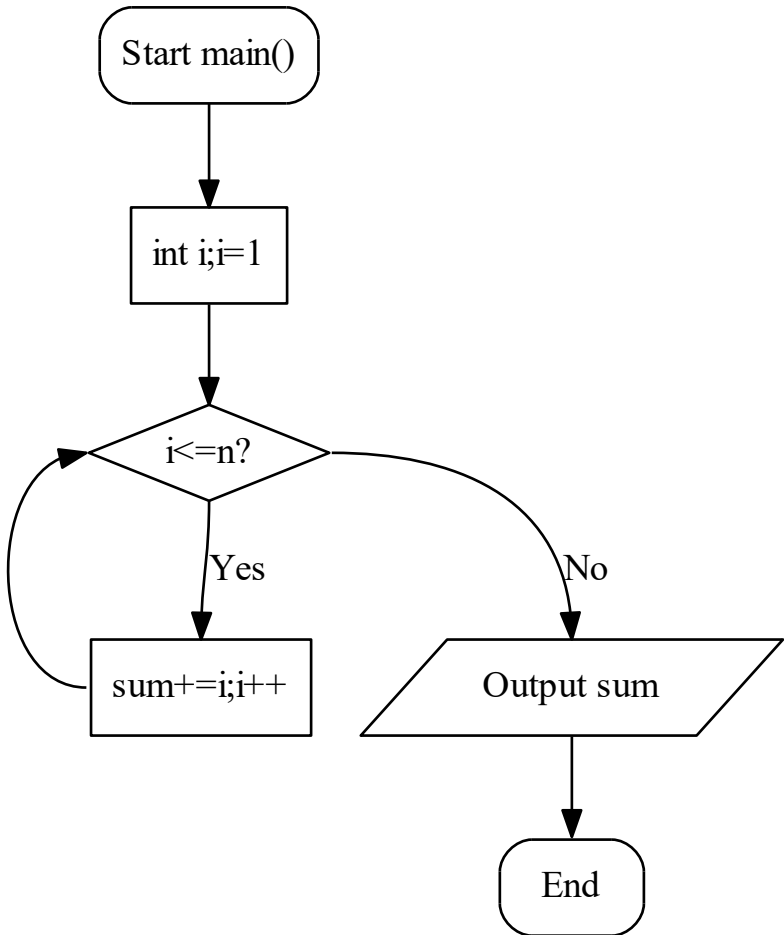 Start main()
int i;i=1
i<=n?
Yes
No
sum+=i;i++
Output sum
End